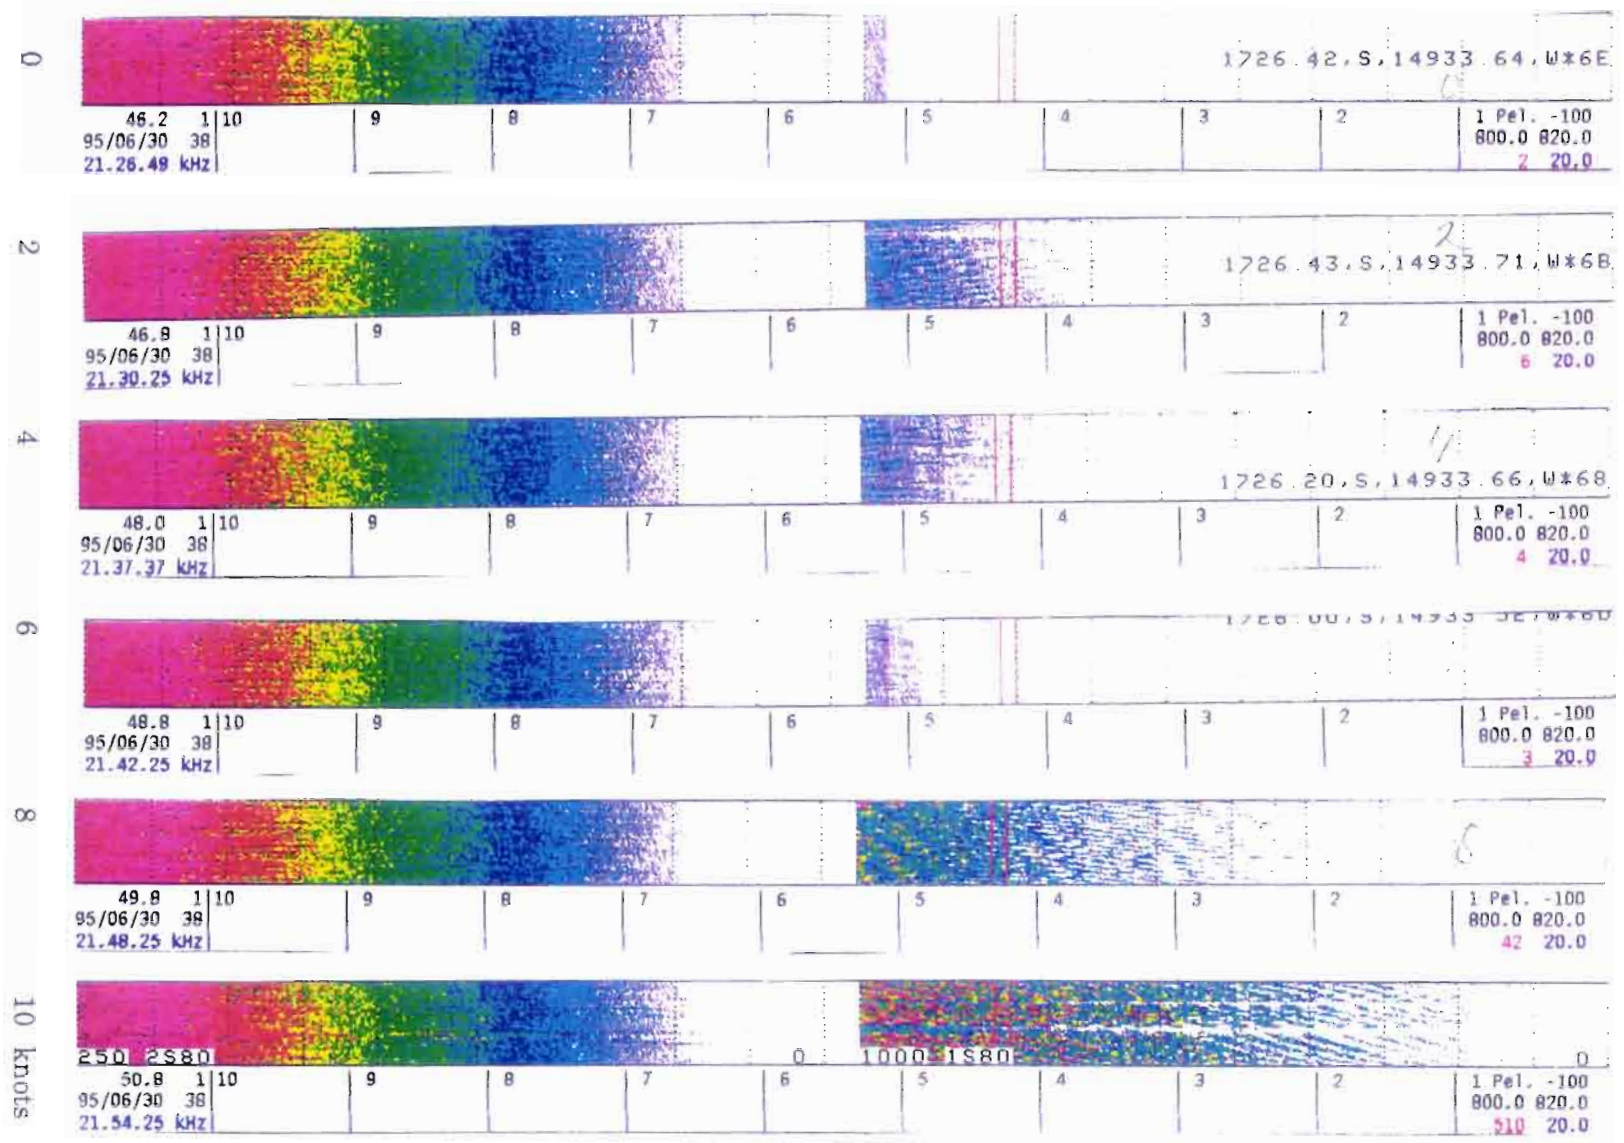 0
1726.42,S,14933.64,W*6E
46.2 1 10 9 8 7 6 5 4 3 2 1 Pel. -100
95/06/30 38 800.0 820.0
21.26.49 kHz 2 20.0
2
2
1726.43,S,14933.71,W*6B
46.8 1 10 9 8 7 6 5 4 3 2 1 Pel. -100
95/06/30 38 800.0 820.0
21.30.25 kHz 6 20.0
4
4
1726.20,S,14933.66,W*68
48.0 1 10 9 8 7 6 5 4 3 2 1 Pel. -100
95/06/30 38 800.0 820.0
21.37.37 kHz 4 20.0
6
48.8 1 10 9 8 7 6 5 4 3 2 1 Pel. -100
95/06/30 38 800.0 820.0
21.42.25 kHz 3 20.0
8
49.8 1 10 9 8 7 6 5 4 3 2 1 Pel. -100
95/06/30 38 800.0 820.0
21.48.25 kHz 42 20.0
10 knots
250 2S80 0 1000 1S80 0
50.8 1 10 9 8 7 6 5 4 3 2 1 Pel. -100
95/06/30 38 800.0 820.0
21.54.25 kHz 510 20.0